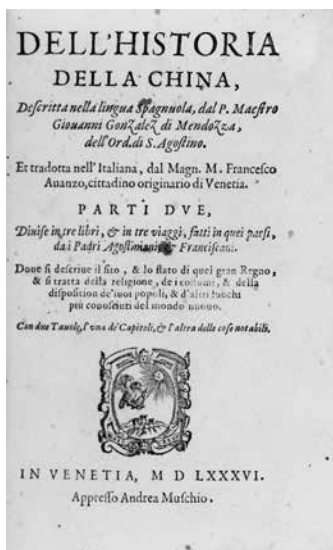 DELL'HISTORIA
DELLA CHINA,
Descritta nella lingua Spagnuola, dal P. Maestro
Giouanni Gonzalez di Mendozza,
dell'Ord. di S. Agostino.
Et tradotta nell'Italiana, dal Magn. M. Francesco
Auanzo, cittadino originario di Venetia.
PARTI DVE,
Diuise in tre libri, & in tre viaggi, fatti in quei paesi,
da i Padri Agostiniani, & Franciscani.
Doue si descriue il sito, & lo stato di quel gran Regno,
& si tratta della religione, de i costumi, & della
disposition de' suoi popoli, & d'altri luochi
più conosciuti del mondo nuouo.
Con due Tauole, l'vna de' Capitoli, & l'altra delle cose notabili.
IN VENETIA, M D LXXXVI.
Appresso Andrea Muschio.